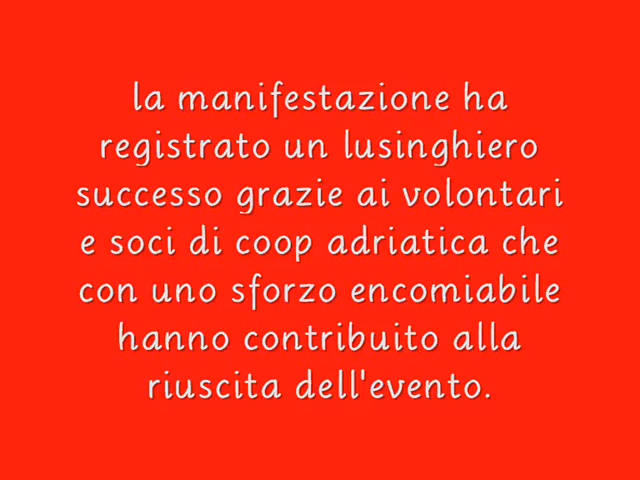 la manifestazione ha
registrato un lusinghiero
successo grazie ai volontari
e soci di coop adriatica che
con uno sforzo encomiabile
hanno contribuito alla
riuscita dell'evento.